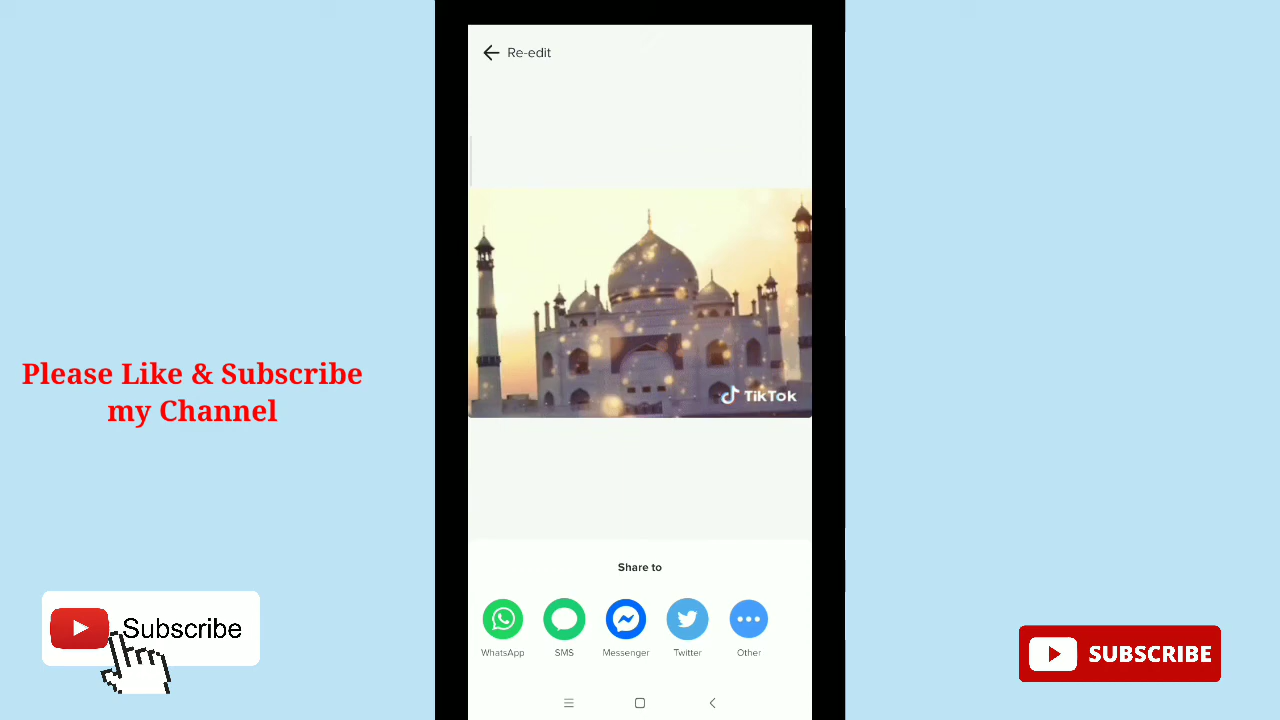 Re-edit
TikTok
Please Like & Subscribe
my Channel
Share to
Subscribe
WhatsApp
SMS
Messenger
Twitter
Other
SUBSCRIBE